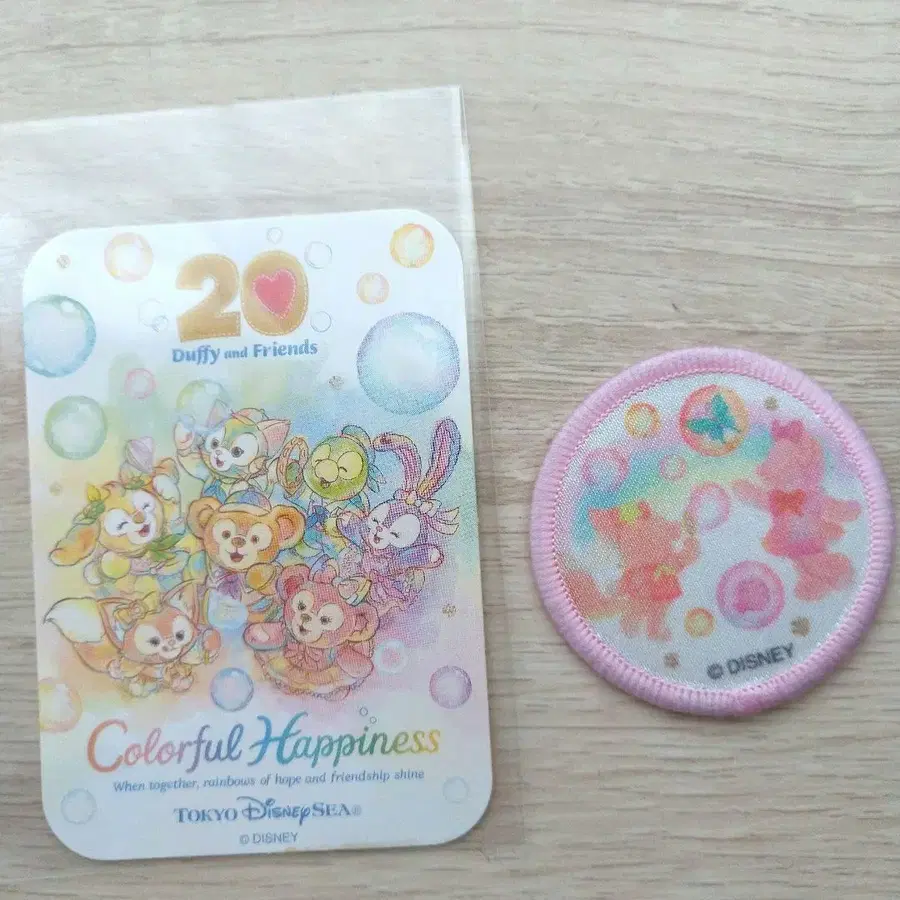 20
Duffy and Friends
Colorful Happiness
When together, rainbows of hope and friendship shine
TOKYO DISNEYSEA®
© DISNEY
© DISNEY